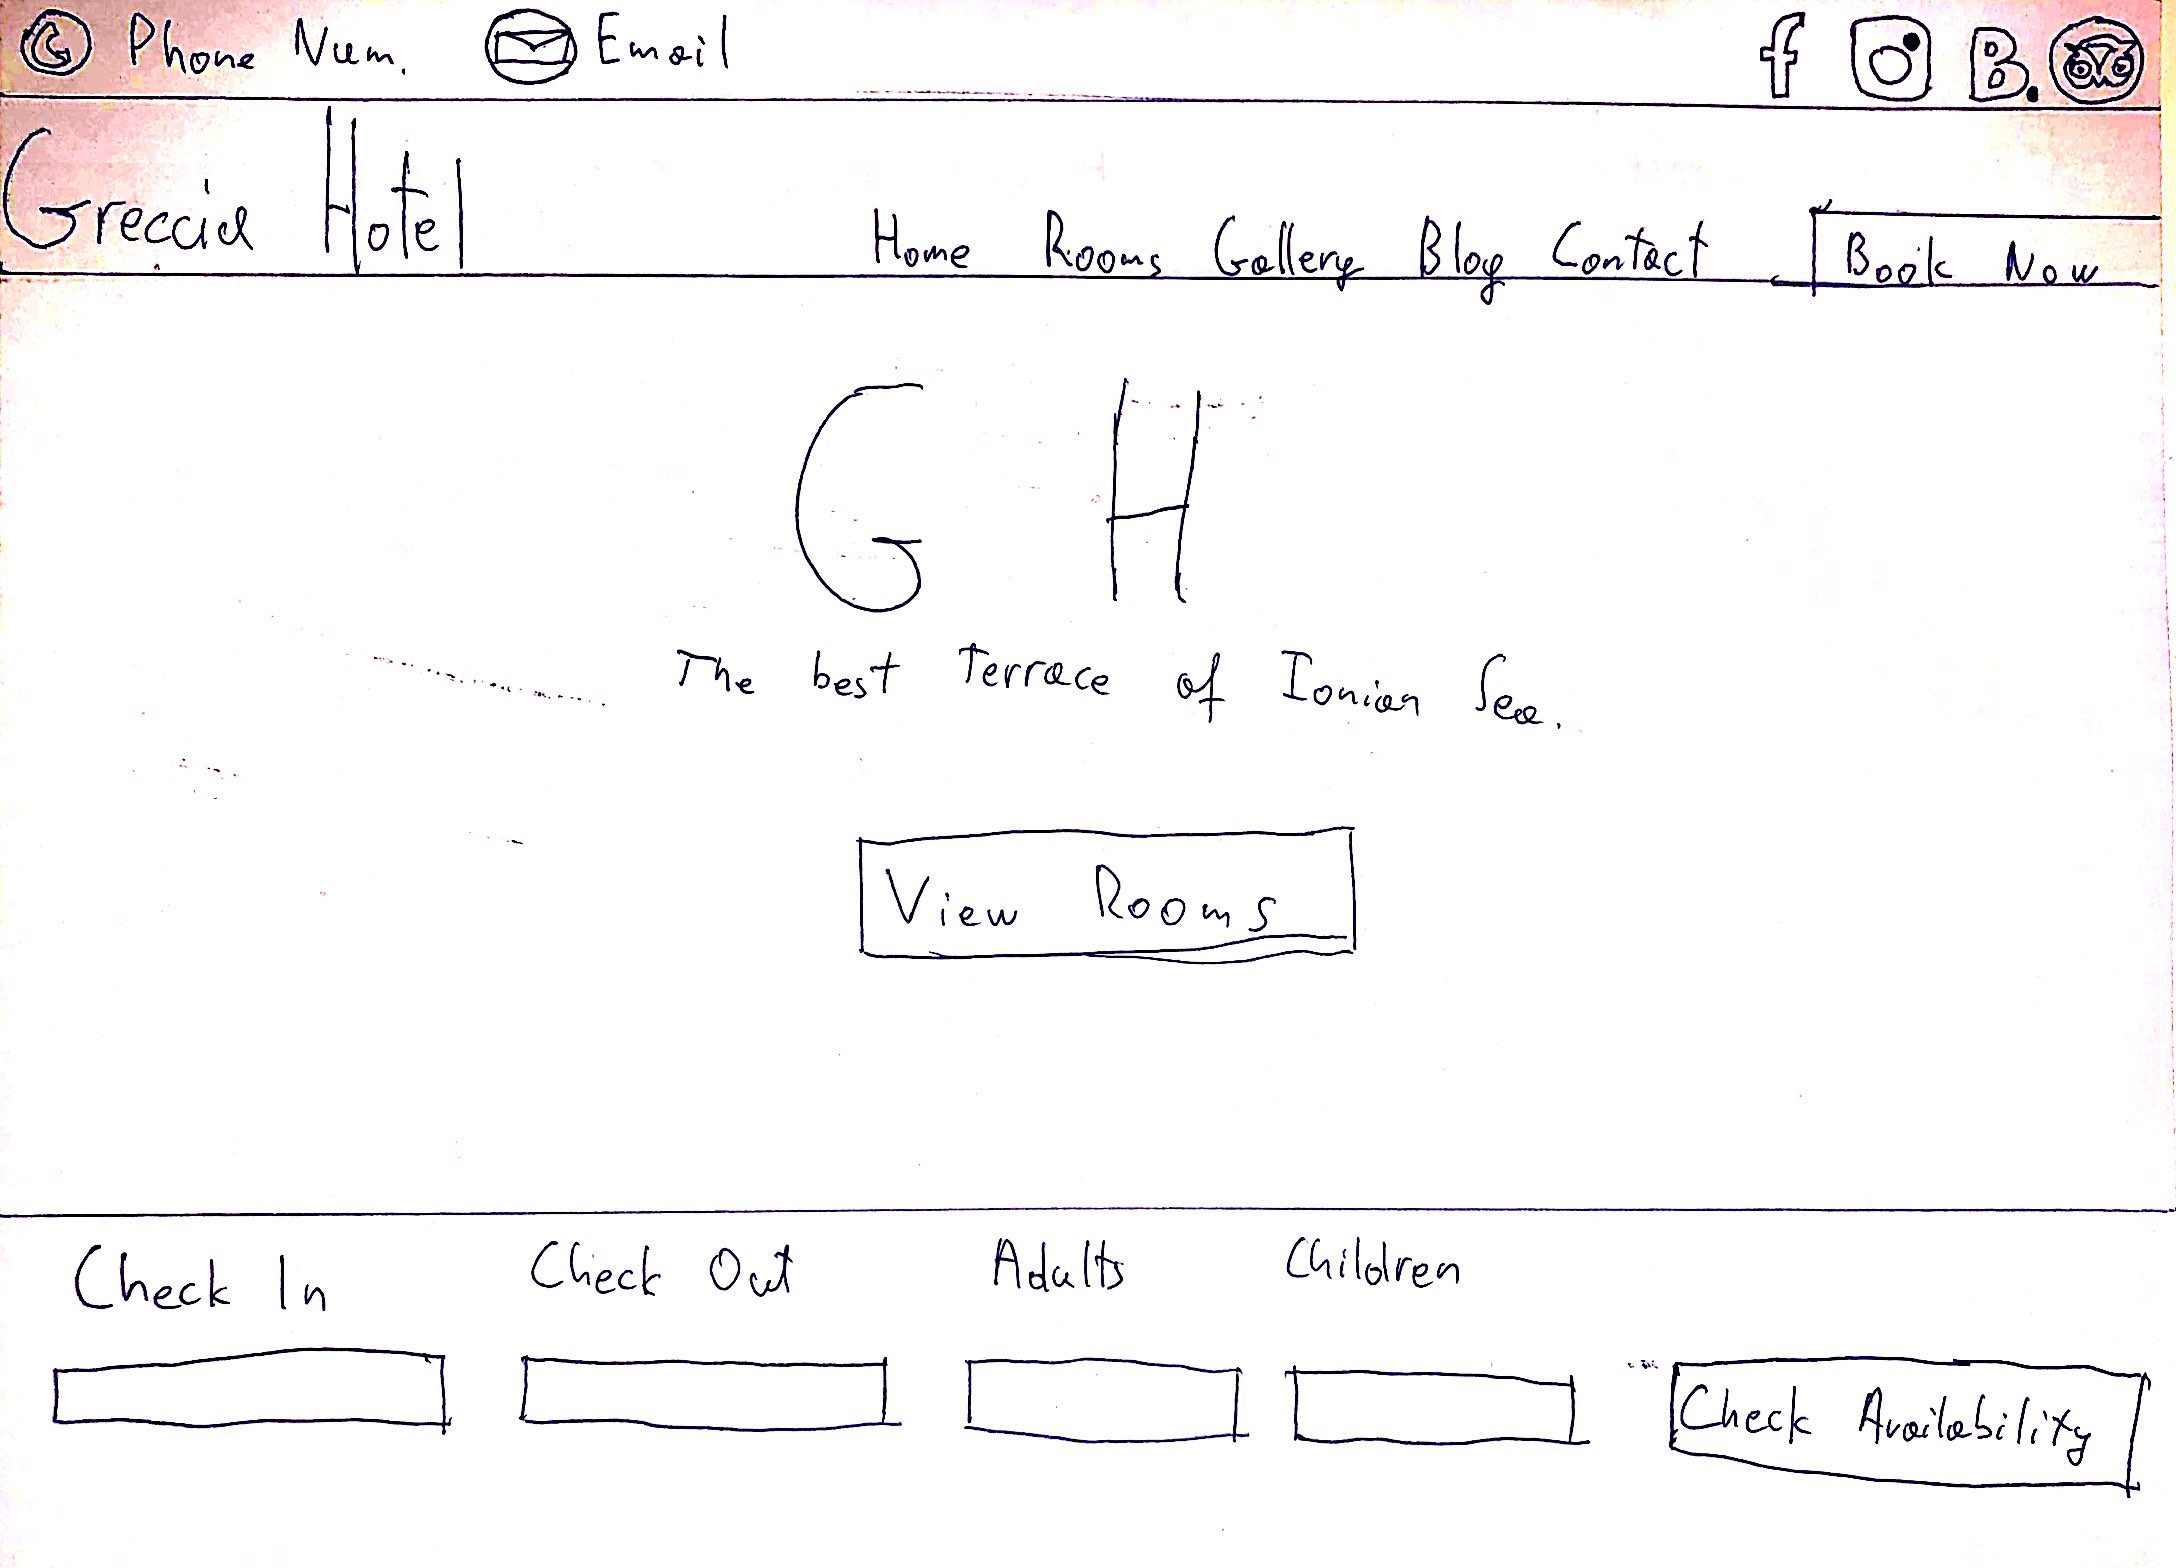 Phone Num. Email f B.
Greccia Hotel
Home Rooms Gallery Blog Contact Book Now
G H
The best Terrace of Ionian Sea.
View Rooms
Check In Check Out Adults Children
Check Availability